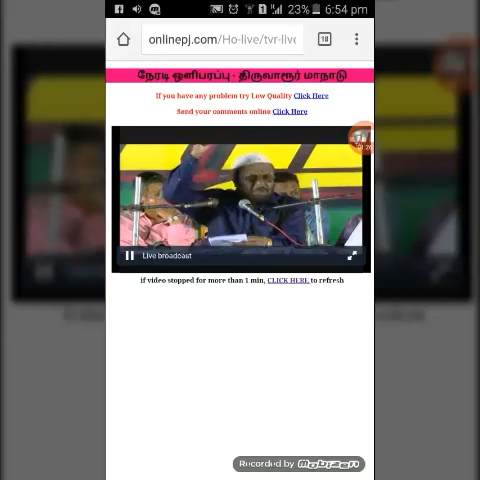 23% 6:54 pm
onlinepj.com/Ho-live/tvr-live
18
நேரடி ஒளிபரப்பு - திருவாரூர் மாநாடு
If you have any problem try Low Quality Click Here
Send your comments online Click Here
Live broadcast
if video stopped for more than 1 min, CLICK HERE to refresh
Recorded by mobizen